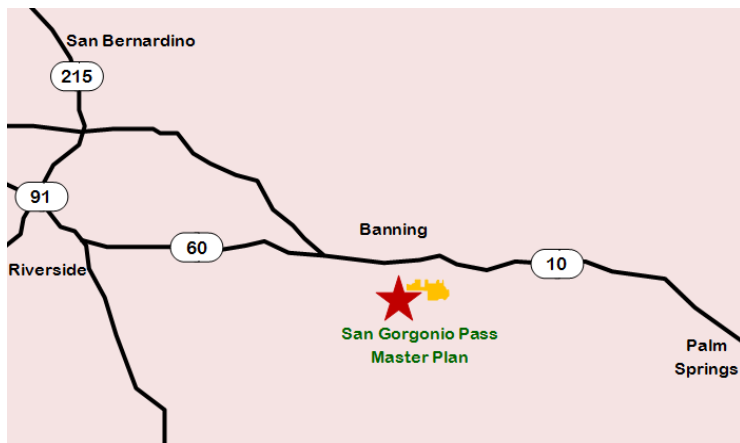 San Bernardino
215
91
Banning
60
10
Riverside
San Gorgonio Pass
Master Plan
Palm
Springs